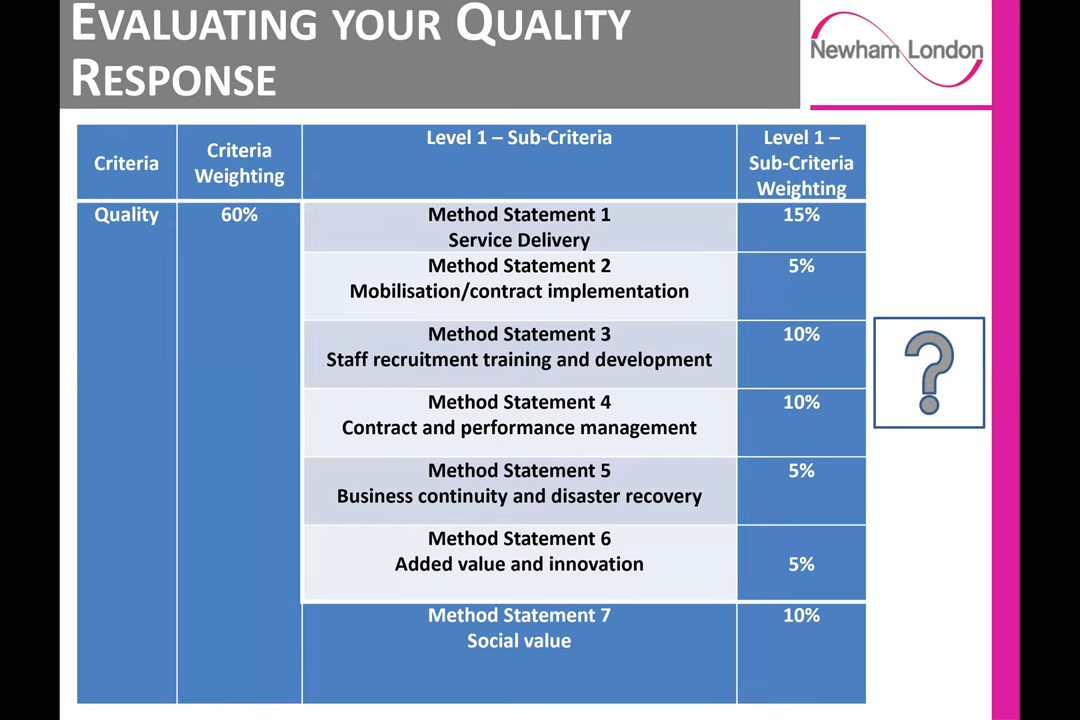 EVALUATING YOUR QUALITY
RESPONSE
Newham London
Criteria
Criteria
Weighting
Level 1 – Sub-Criteria
Level 1 –
Sub-Criteria
Weighting
Quality
60%
Method Statement 1
Service Delivery
15%
Method Statement 2
Mobilisation/contract implementation
5%
Method Statement 3
Staff recruitment training and development
10%
Method Statement 4
Contract and performance management
10%
Method Statement 5
Business continuity and disaster recovery
5%
Method Statement 6
Added value and innovation
5%
Method Statement 7
Social value
10%
?